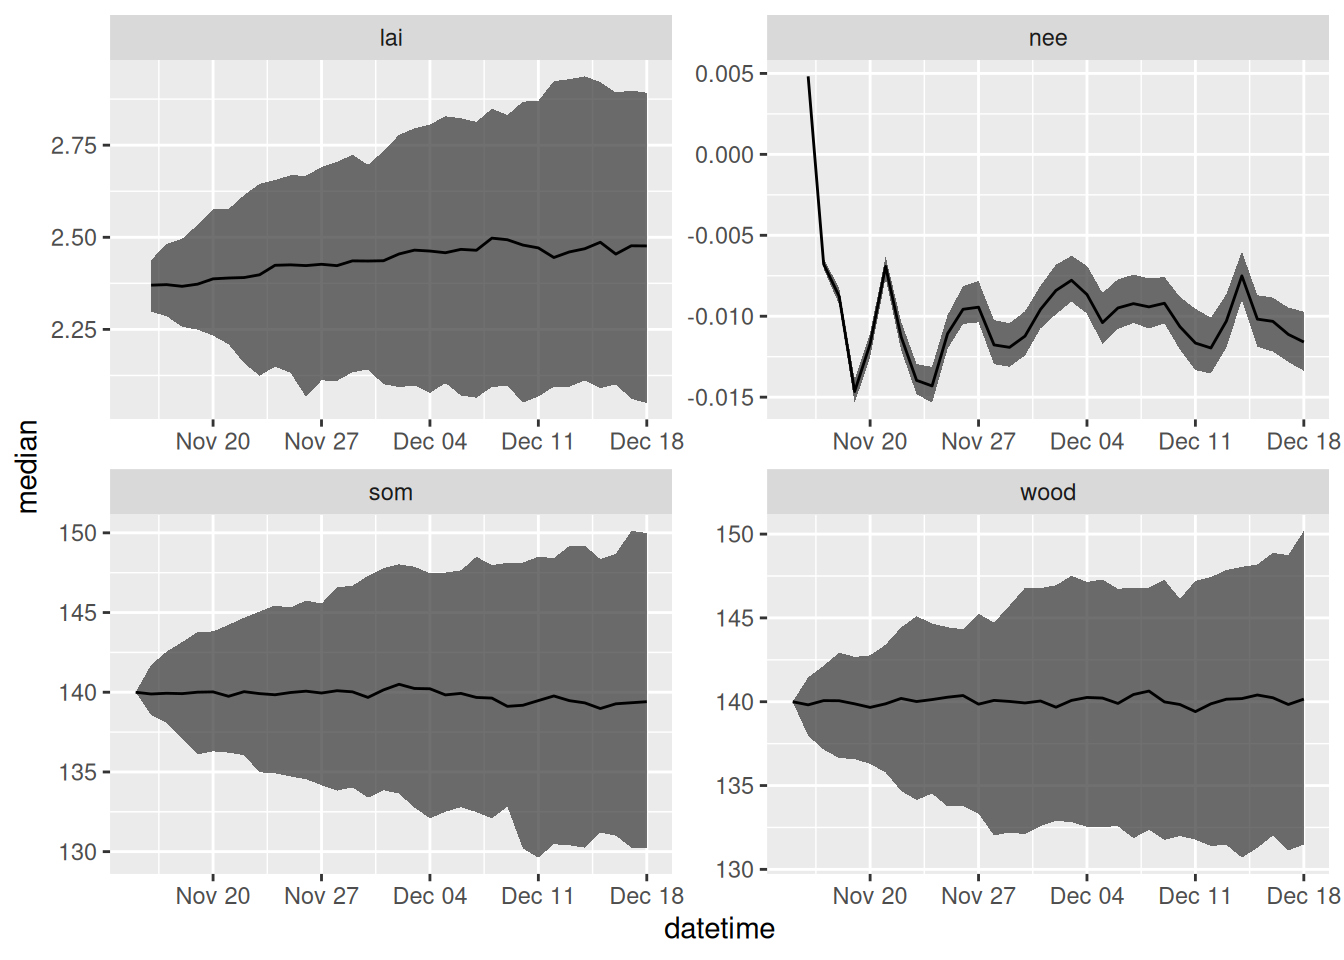 lai
nee
2.75
2.50
2.25
0.005
0.000
-0.005
-0.010
-0.015
Nov 20 Nov 27 Dec 04 Dec 11 Dec 18
Nov 20 Nov 27 Dec 04 Dec 11 Dec 18
median
som
wood
150
145
140
135
130
150
145
140
135
130
Nov 20 Nov 27 Dec 04 Dec 11 Dec 18
Nov 20 Nov 27 Dec 04 Dec 11 Dec 18
datetime